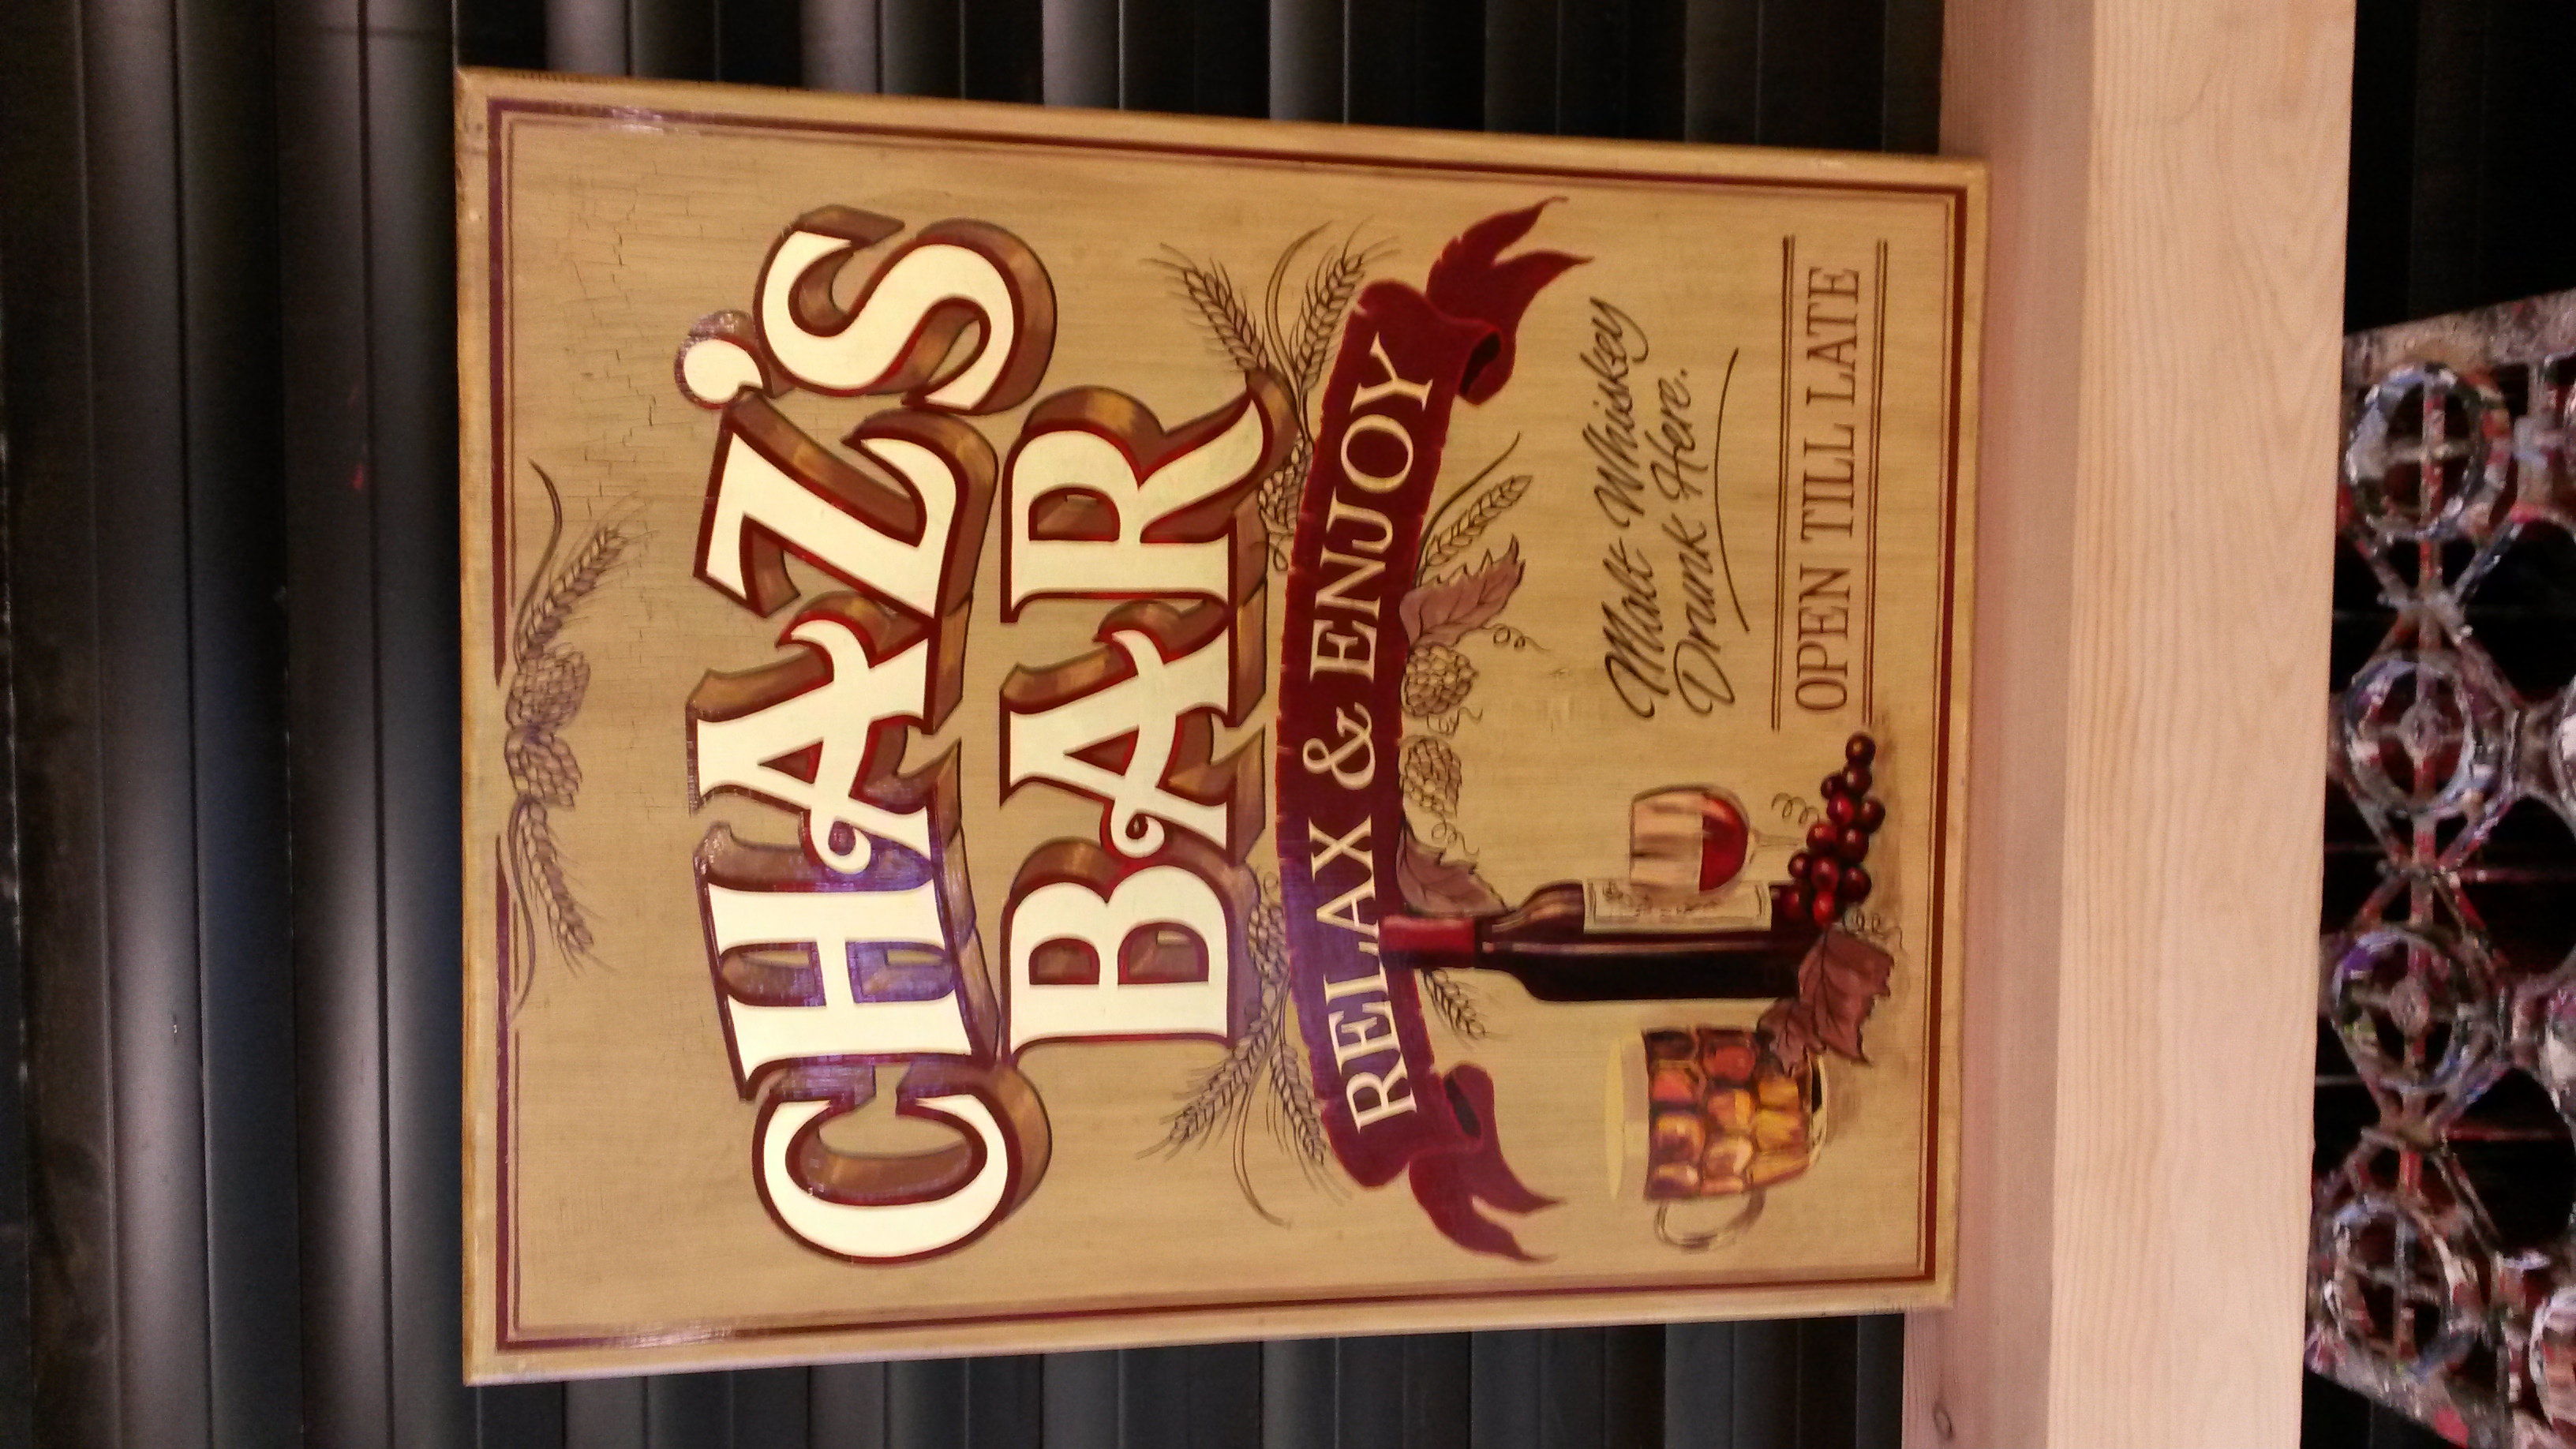 CHAZ'S
BAR
RELAX & ENJOY
Malt Whiskey
Drunk Here.
OPEN TILL LATE